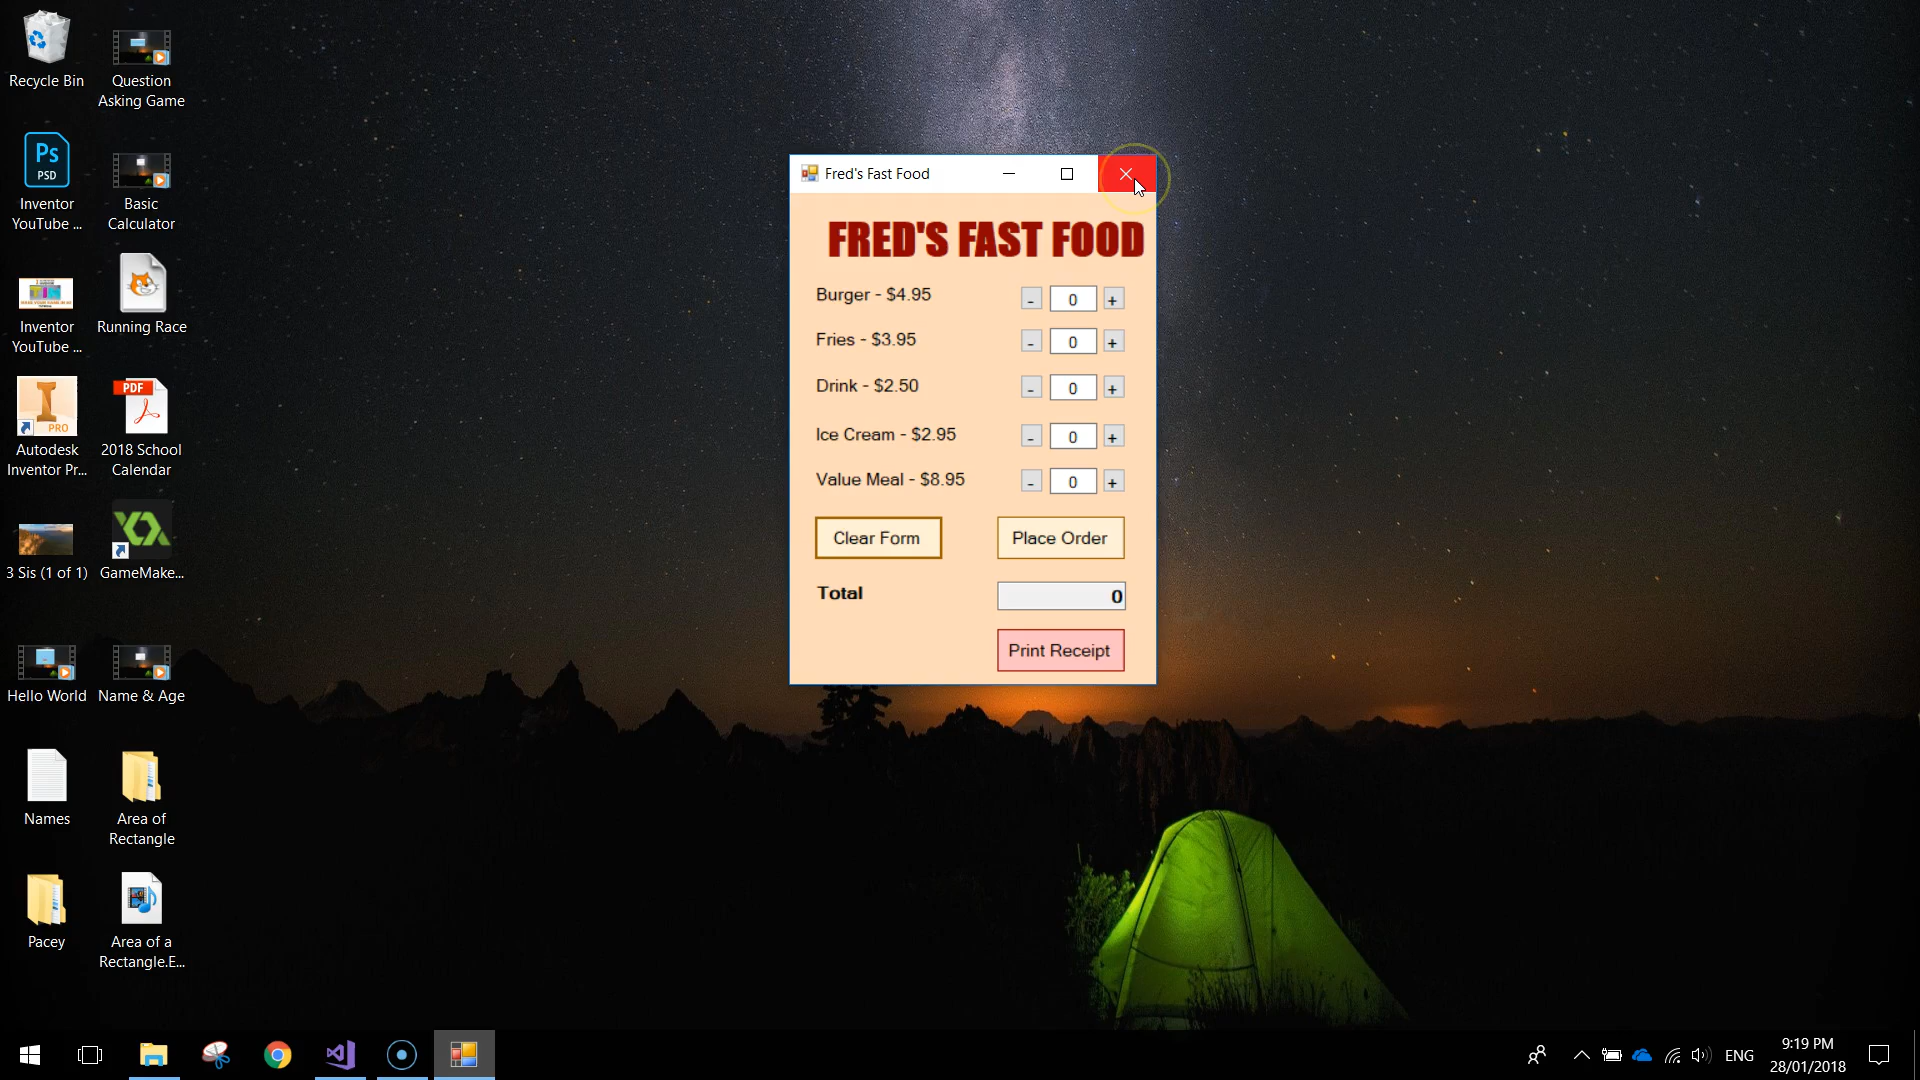 Recycle Bin
Question
Asking Game
Ps
PSD
Inventor
YouTube ...
Basic
Calculator
Inventor
YouTube ...
Running Race
PRO
Autodesk
Inventor Pr...
PDF
2018 School
Calendar
3 Sis (1 of 1)
GameMake...
Hello World
Name & Age
Names
Area of
Rectangle
Pacey
Area of a
Rectangle.E...
Fred's Fast Food
FRED'S FAST FOOD
Burger - $4.95 - 0 +
Fries - $3.95 - 0 +
Drink - $2.50 - 0 +
Ice Cream - $2.95 - 0 +
Value Meal - $8.95 - 0 +
Clear Form Place Order
Total 0
Print Receipt
ENG
9:19 PM
28/01/2018